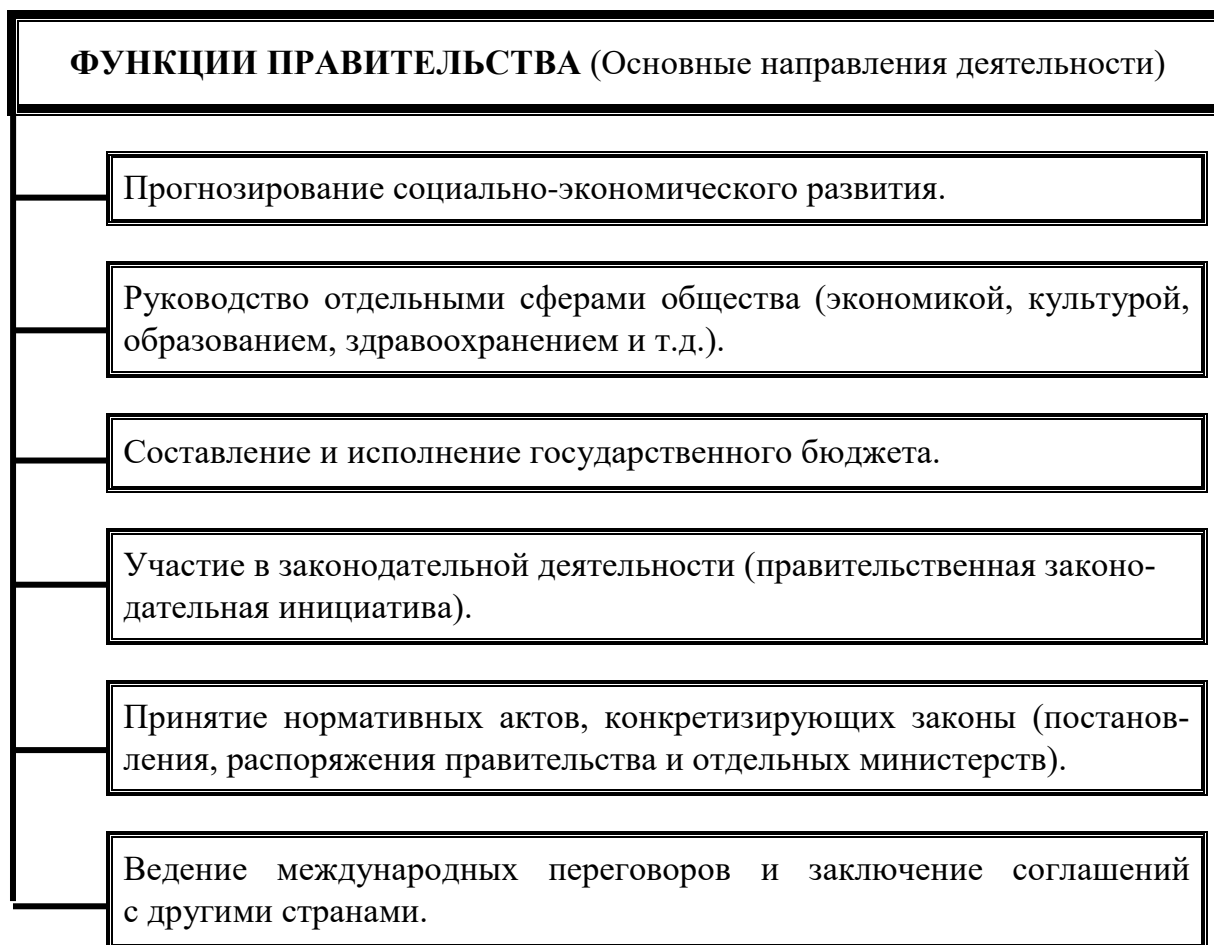 ФУНКЦИИ ПРАВИТЕЛЬСТВА (Основные направления деятельности)
Прогнозирование социально-экономического развития.
Руководство отдельными сферами общества (экономикой, культурой,
образованием, здравоохранением и т.д.).
Составление и исполнение государственного бюджета.
Участие в законодательной деятельности (правительственная законо-
дательная инициатива).
Принятие нормативных актов, конкретизирующих законы (постанов-
ления, распоряжения правительства и отдельных министерств).
Ведение международных переговоров и заключение соглашений
с другими странами.